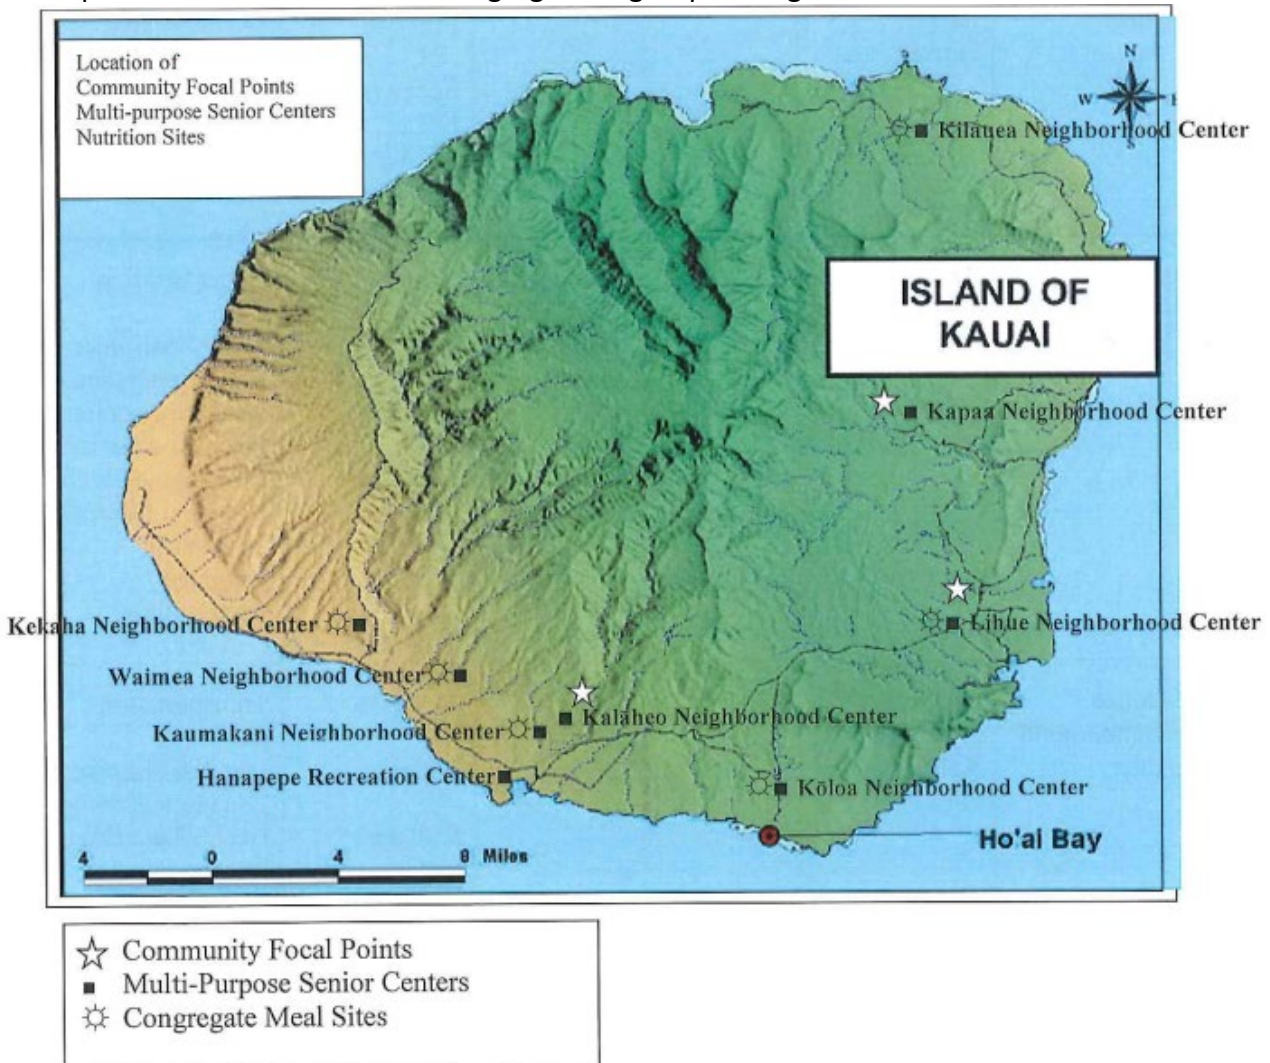 Location of
Community Focal Points
Multi-purpose Senior Centers
Nutrition Sites
N
W
S
Kilauea Neighborhood Center
ISLAND OF
KAUAI
Kapaa Neighborhood Center
Lihue Neighborhood Center
Kekaha Neighborhood Center
Waimea Neighborhood Center
Kalaheo Neighborhood Center
Kaumakani Neighborhood Center
Hanapepe Recreation Center
Kōloa Neighborhood Center
Ho'ai Bay
4 0 4 8 Miles
Community Focal Points
Multi-Purpose Senior Centers
Congregate Meal Sites